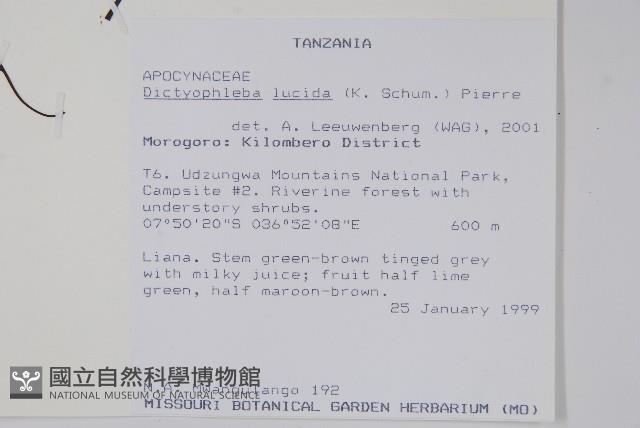 TANZANIA
APOCYNACEAE
Dictyophleba lucida (K. Schum.) Pierre
det. A. Leeuwenberg (WAG), 2001
Morogoro: Kilombero District
T6. Udzungwa Mountains National Park,
Campsite #2. Riverine forest with
understory shrubs.
07°50'20"S 036°52'08"E 600 m
Liana. Stem green-brown tinged grey
with milky juice; fruit half lime
green, half maroon-brown.
25 January 1999
國立自然科學博物館
NATIONAL MUSEUM OF NATURAL SCIENCE
192
MISSOURI BOTANICAL GARDEN HERBARIUM (MO)